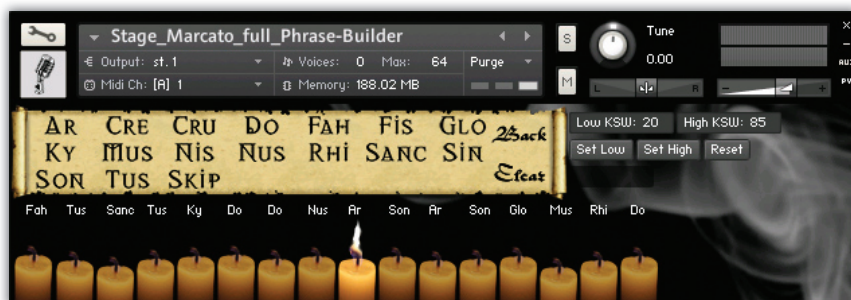 Stage_Marcato_full_Phrase-Builder
Output: st. 1 Voices: 0 Max: 64 Purge
Midi Ch: [A] 1 Memory: 188.02 MB
S
M
Tune
0.00
L R
- +
×
-
AUX
PV
AR CRE CRU DO FAH FIS GLO Back
KY MUS NIS NUS RHI SANC SIN
SON TUS SKIP Clear
Low KSW: 20 High KSW: 85
Set Low Set High Reset
Fah Tus Sanc Tus Ky Do Do Nus Ar Son Ar Son Glo Mus Rhi Do